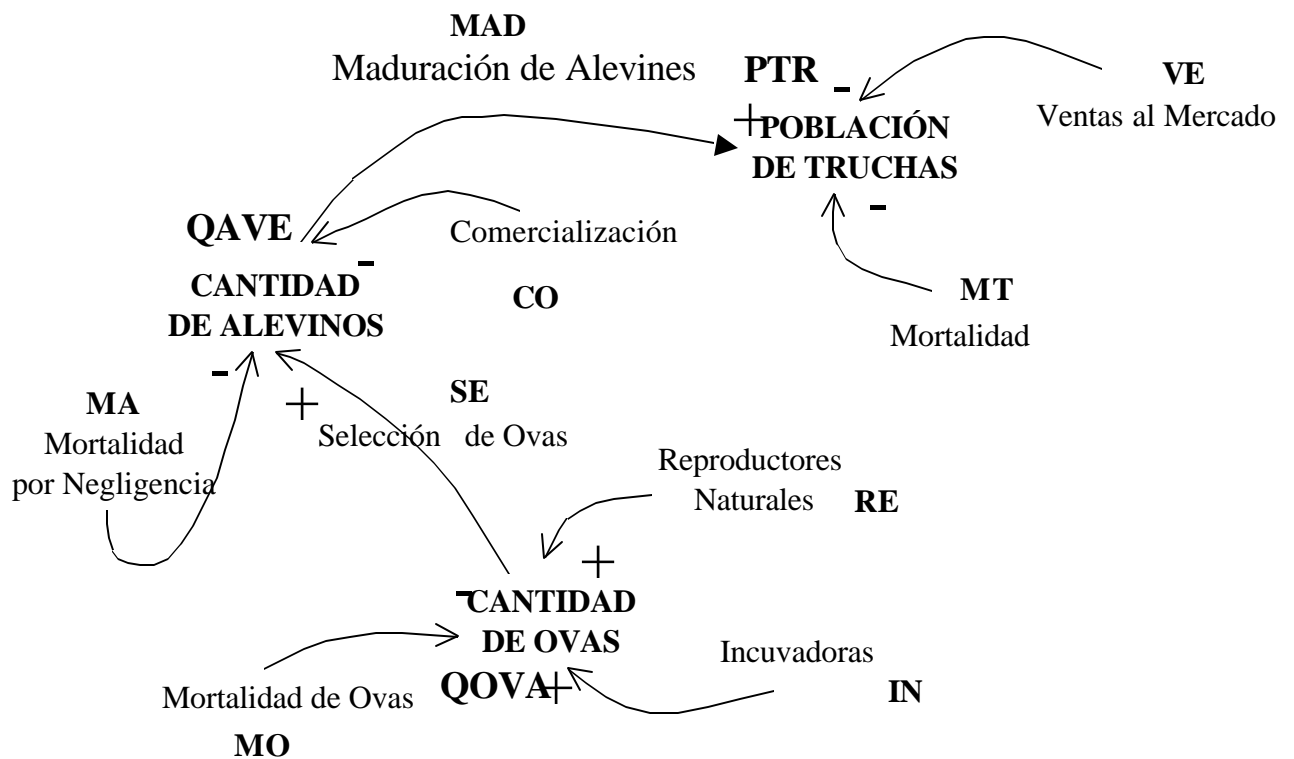 MAD
Maduración de Alevines
PTR
-
VE
Ventas al Mercado
+
POBLACIÓN
DE TRUCHAS
-
QAVE
Comercialización
-
CANTIDAD
DE ALEVINOS
CO
MT
Mortalidad
-
MA
Mortalidad
por Negligencia
+
SE
Selección de Ovas
Reproductores
Naturales RE
+
-
CANTIDAD
DE OVAS
QOVA
+
Incuvadoras
IN
Mortalidad de Ovas
MO